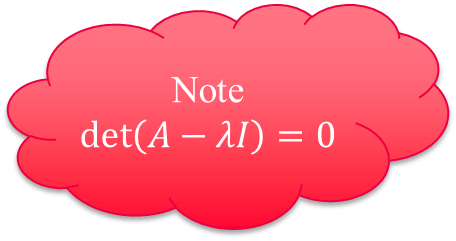 Note
det(𝐴 − 𝜆𝐼) = 0